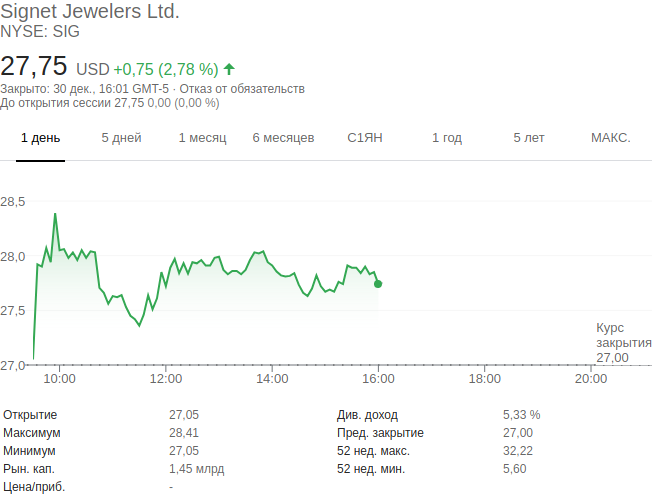 Signet Jewelers Ltd.
NYSE: SIG
27,75 USD +0,75 (2,78 %)
Закрыто: 30 дек., 16:01 GMT-5 · Отказ от обязательств
До открытия сессии 27,75 0,00 (0,00 %)
1 день 5 дней 1 месяц 6 месяцев С1ЯН 1 год 5 лет МАКС.
28,5
28,0
27,5
27,0
Курс
закрытия
27,00
10:00 12:00 14:00 16:00 18:00 20:00
Открытие 27,05 Див. доход 5,33 %
Максимум 28,41 Пред. закрытие 27,00
Минимум 27,05 52 нед. макс. 32,22
Рын. кап. 1,45 млрд 52 нед. мин. 5,60
Цена/приб. -